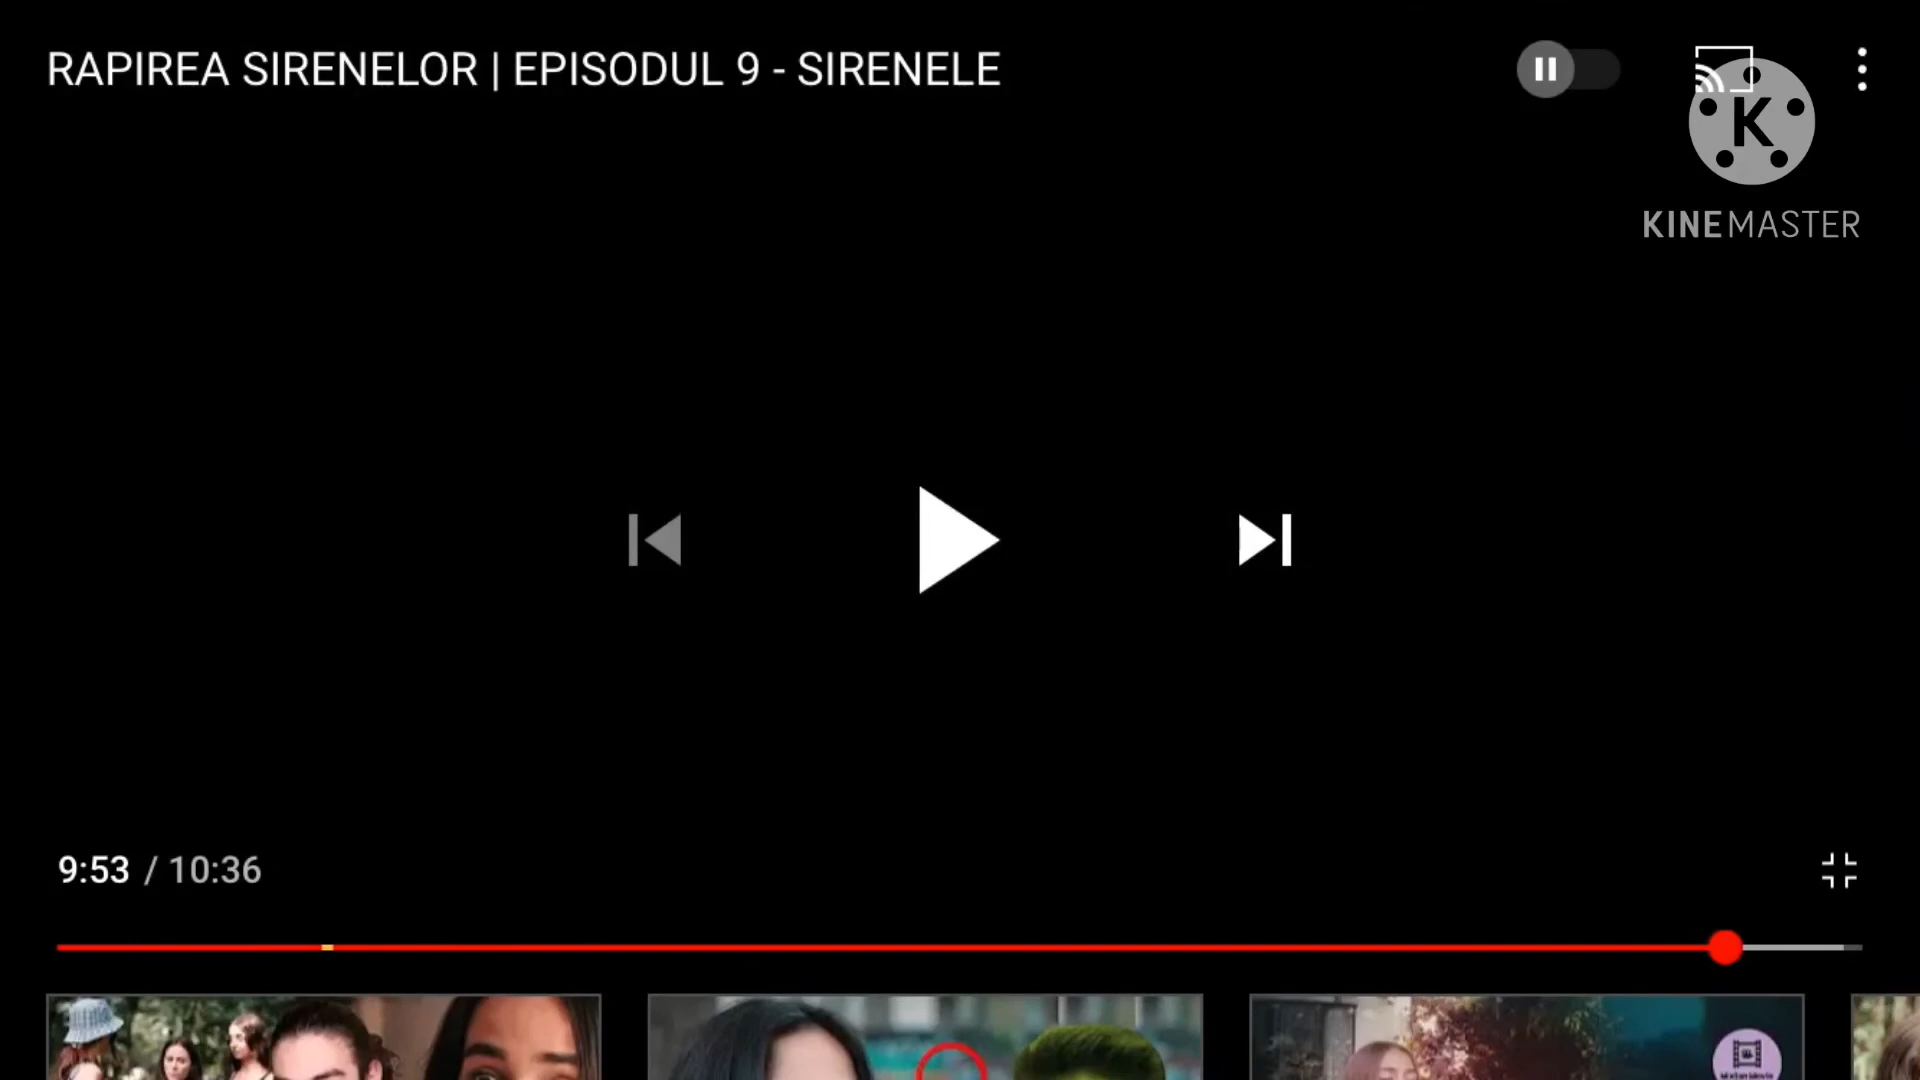 RAPIREA SIRENELOR | EPISODUL 9 - SIRENELE
K
KINEMASTER
9:53 / 10:36